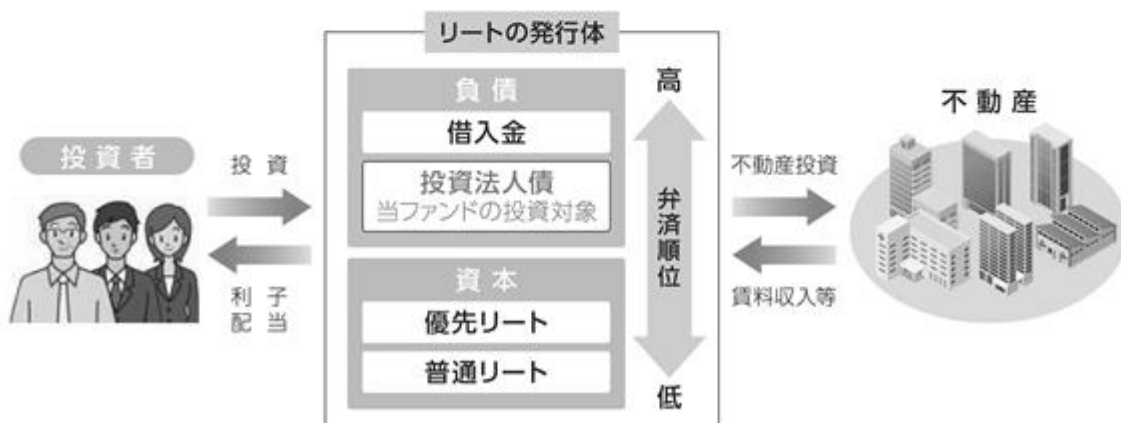 リートの発行体
投資者
投資
利子
配当
負債
借入金
投資法人債
当ファンドの投資対象
資本
優先リート
普通リート
高
弁済順位
低
不動産投資
賃料収入等
不動産